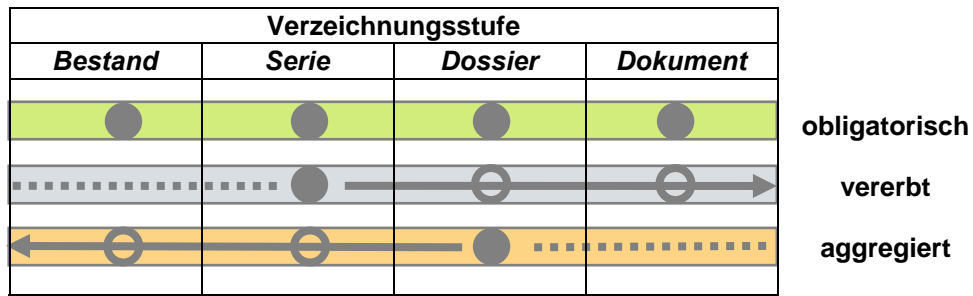 Verzeichnungsstufe
Bestand Serie Dossier Dokument
obligatorisch
vererbt
aggregiert